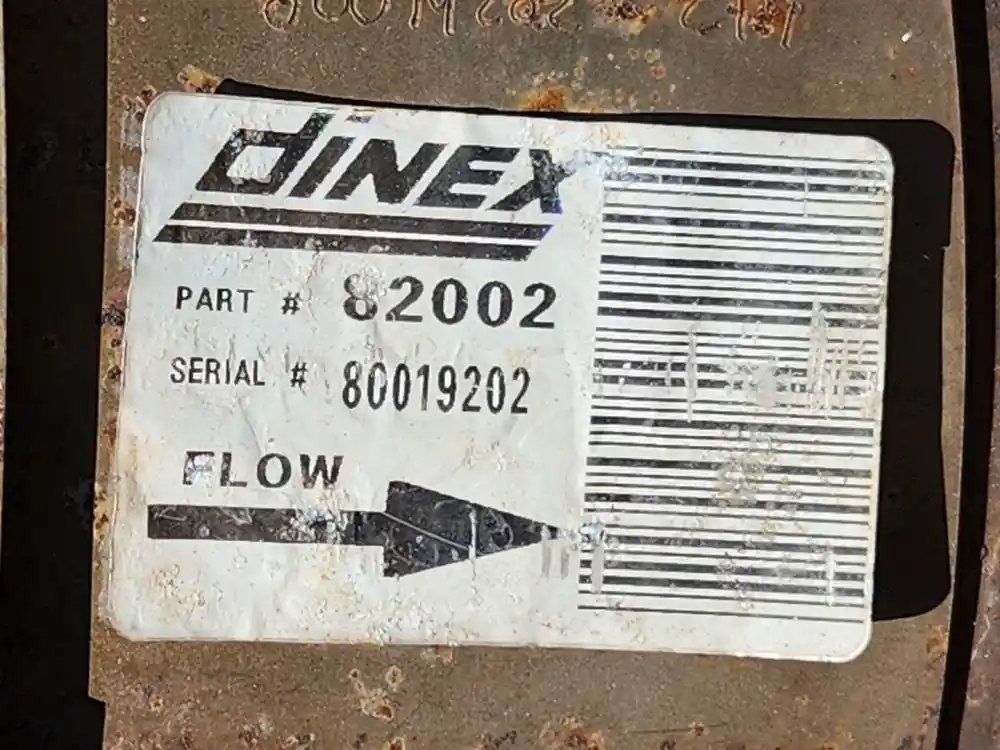 DINEX
PART # 82002
SERIAL # 80019202
FLOW